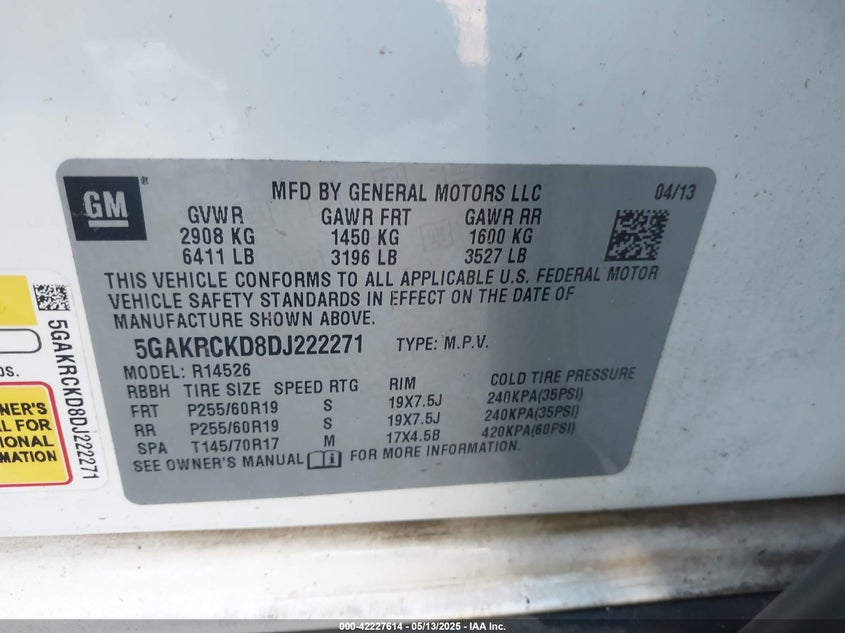 GM
MFD BY GENERAL MOTORS LLC 04/13
GVWR GAWR FRT GAWR RR
2908 KG 1450 KG 1600 KG
6411 LB 3196 LB 3527 LB
THIS VEHICLE CONFORMS TO ALL APPLICABLE U.S. FEDERAL MOTOR
VEHICLE SAFETY STANDARDS IN EFFECT ON THE DATE OF
MANUFACTURE SHOWN ABOVE.
5GAKRCKD8DJ222271 TYPE: M.P.V.
MODEL: R14526
RBBH TIRE SIZE SPEED RTG RIM COLD TIRE PRESSURE
FRT P255/60R19 S 19X7.5J 240KPA(35PSI)
RR P255/60R19 S 19X7.5J 240KPA(35PSI)
SPA T145/70R17 M 17X4.5B 420KPA(60PSI)
SEE OWNER'S MANUAL FOR MORE INFORMATION.
5GAKRCKD8DJ222271
000-42227614 - 05/13/2025 - IAA Inc.